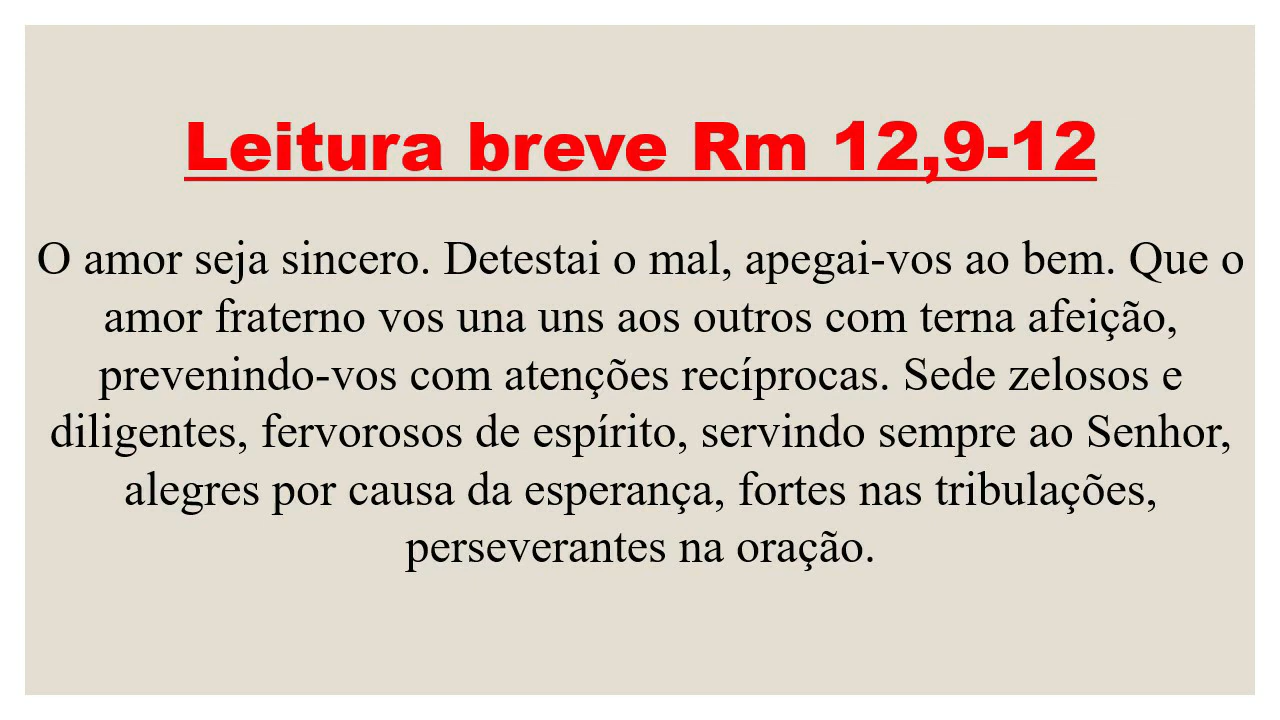 Leitura breve Rm 12,9-12
O amor seja sincero. Detestai o mal, apegai-vos ao bem. Que o
amor fraterno vos una uns aos outros com terna afeição,
prevenindo-vos com atenções recíprocas. Sede zelosos e
diligentes, fervorosos de espírito, servindo sempre ao Senhor,
alegres por causa da esperança, fortes nas tribulações,
perseverantes na oração.